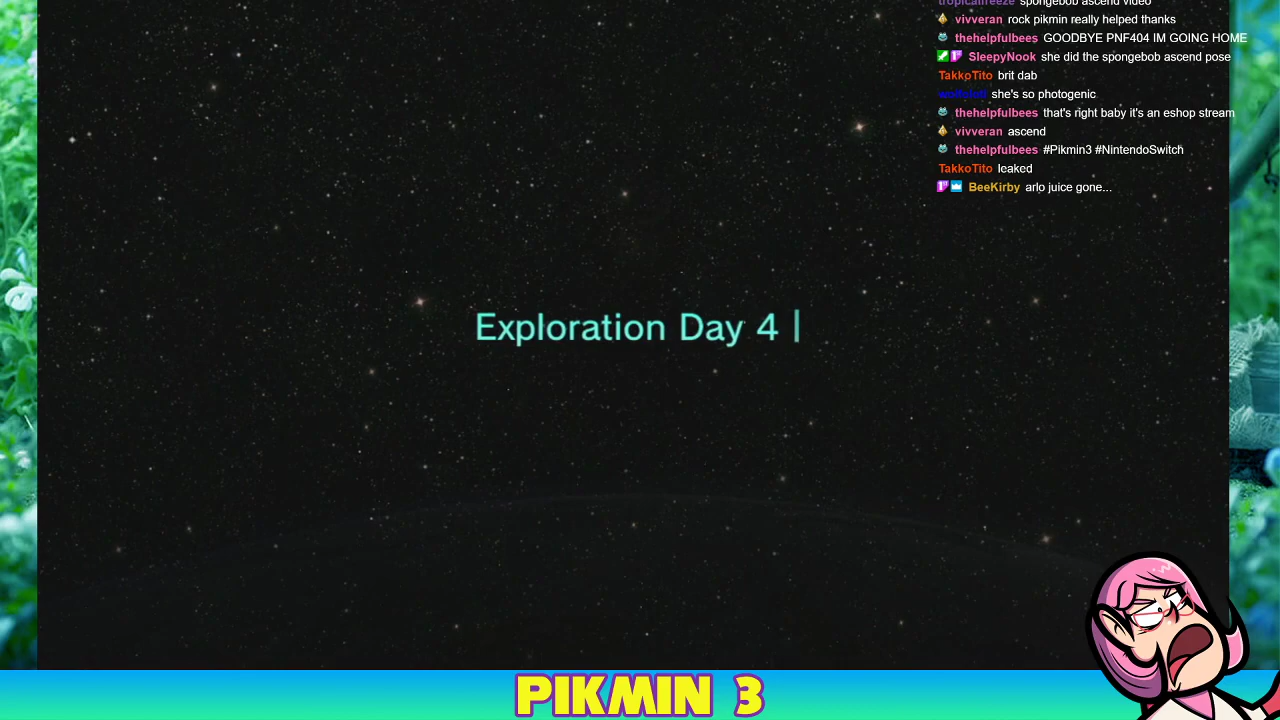 tropicalfreeze spongebob ascend video
vivveran rock pikmin really helped thanks
thehelpfulbees GOODBYE PNF404 IM GOING HOME
SleepyNook she did the spongebob ascend pose
TakkoTito brit dab
she's so photogenic
thehelpfulbees that's right baby it's an eshop stream
vivveran ascend
thehelpfulbees #Pikmin3 #NintendoSwitch
TakkoTito leaked
BeeKirby arlo juice gone...
Exploration Day 4
PIKMIN 3